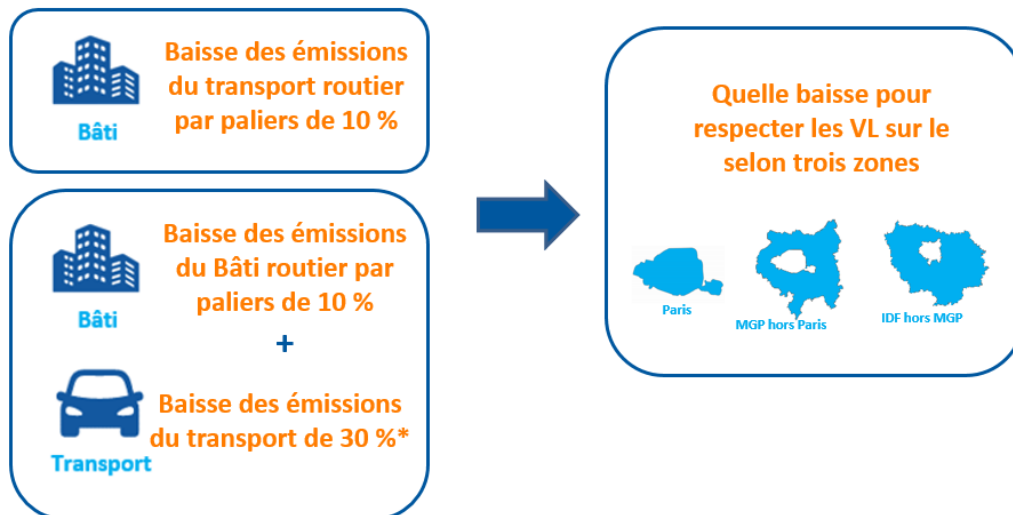 Baisse des émissions
du transport routier
par paliers de 10 %
Bâti
Baisse des émissions
du Bâti routier par
paliers de 10 %
Bâti
+
Baisse des émissions
du transport de 30 %*
Transport
Quelle baisse pour
respecter les VL sur le
selon trois zones
Paris
MGP hors Paris
IDF hors MGP